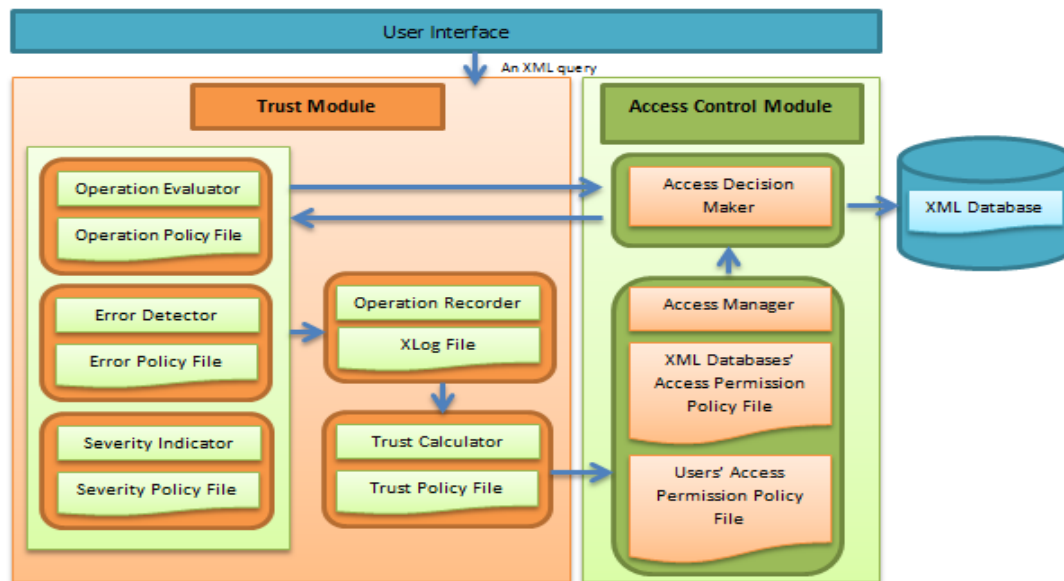 User Interface
An XML query
Trust Module
Access Control Module
Operation Evaluator
Operation Policy File
Error Detector
Error Policy File
Severity Indicator
Severity Policy File
Operation Recorder
XLog File
Trust Calculator
Trust Policy File
Access Decision
Maker
Access Manager
XML Databases'
Access Permission
Policy File
Users' Access
Permission Policy
File
XML Database